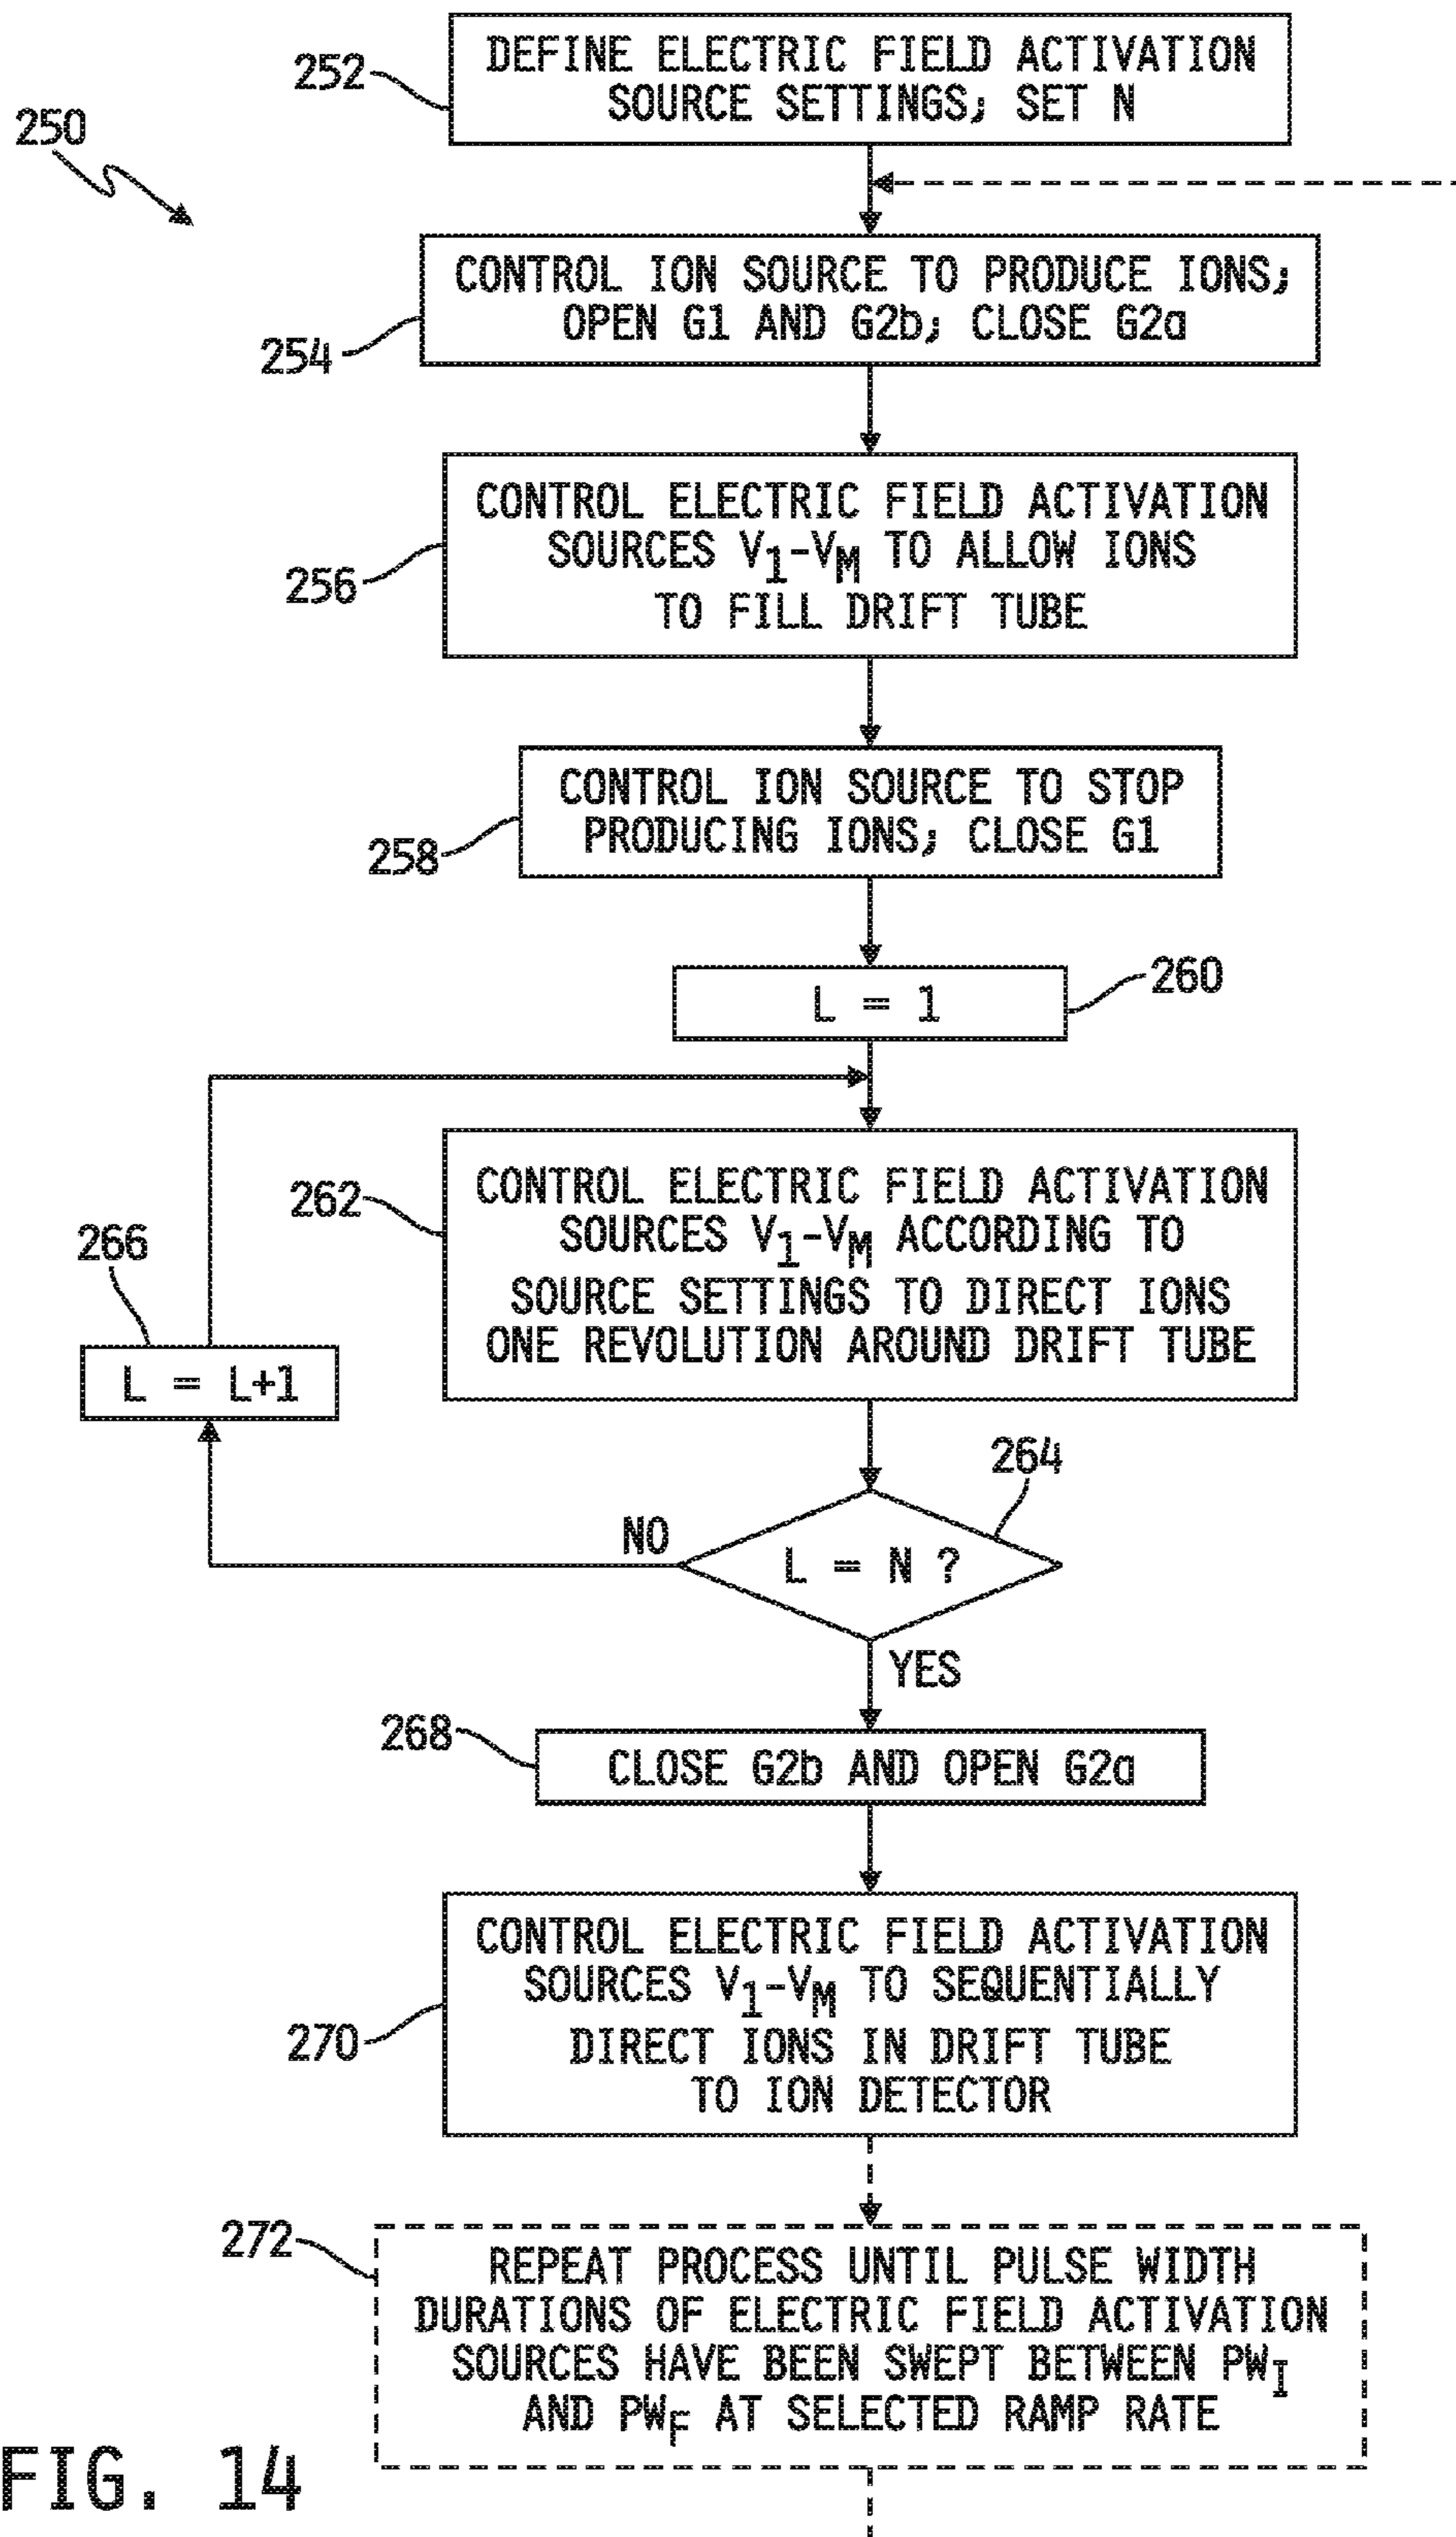 252
DEFINE ELECTRIC FIELD ACTIVATION
SOURCE SETTINGS; SET N
250
CONTROL ION SOURCE TO PRODUCE IONS;
OPEN G1 AND G2b; CLOSE G2a
254
CONTROL ELECTRIC FIELD ACTIVATION
SOURCES V1-VM TO ALLOW IONS
TO FILL DRIFT TUBE
256
CONTROL ION SOURCE TO STOP
PRODUCING IONS; CLOSE G1
258
L = 1
260
262
CONTROL ELECTRIC FIELD ACTIVATION
SOURCES V1-VM ACCORDING TO
SOURCE SETTINGS TO DIRECT IONS
ONE REVOLUTION AROUND DRIFT TUBE
266
L = L+1
264
NO
L = N ?
YES
268
CLOSE G2b AND OPEN G2a
CONTROL ELECTRIC FIELD ACTIVATION
SOURCES V1-VM TO SEQUENTIALLY
DIRECT IONS IN DRIFT TUBE
TO ION DETECTOR
270
272
REPEAT PROCESS UNTIL PULSE WIDTH
DURATIONS OF ELECTRIC FIELD ACTIVATION
SOURCES HAVE BEEN SWEPT BETWEEN PWI
AND PWF AT SELECTED RAMP RATE
FIG. 14